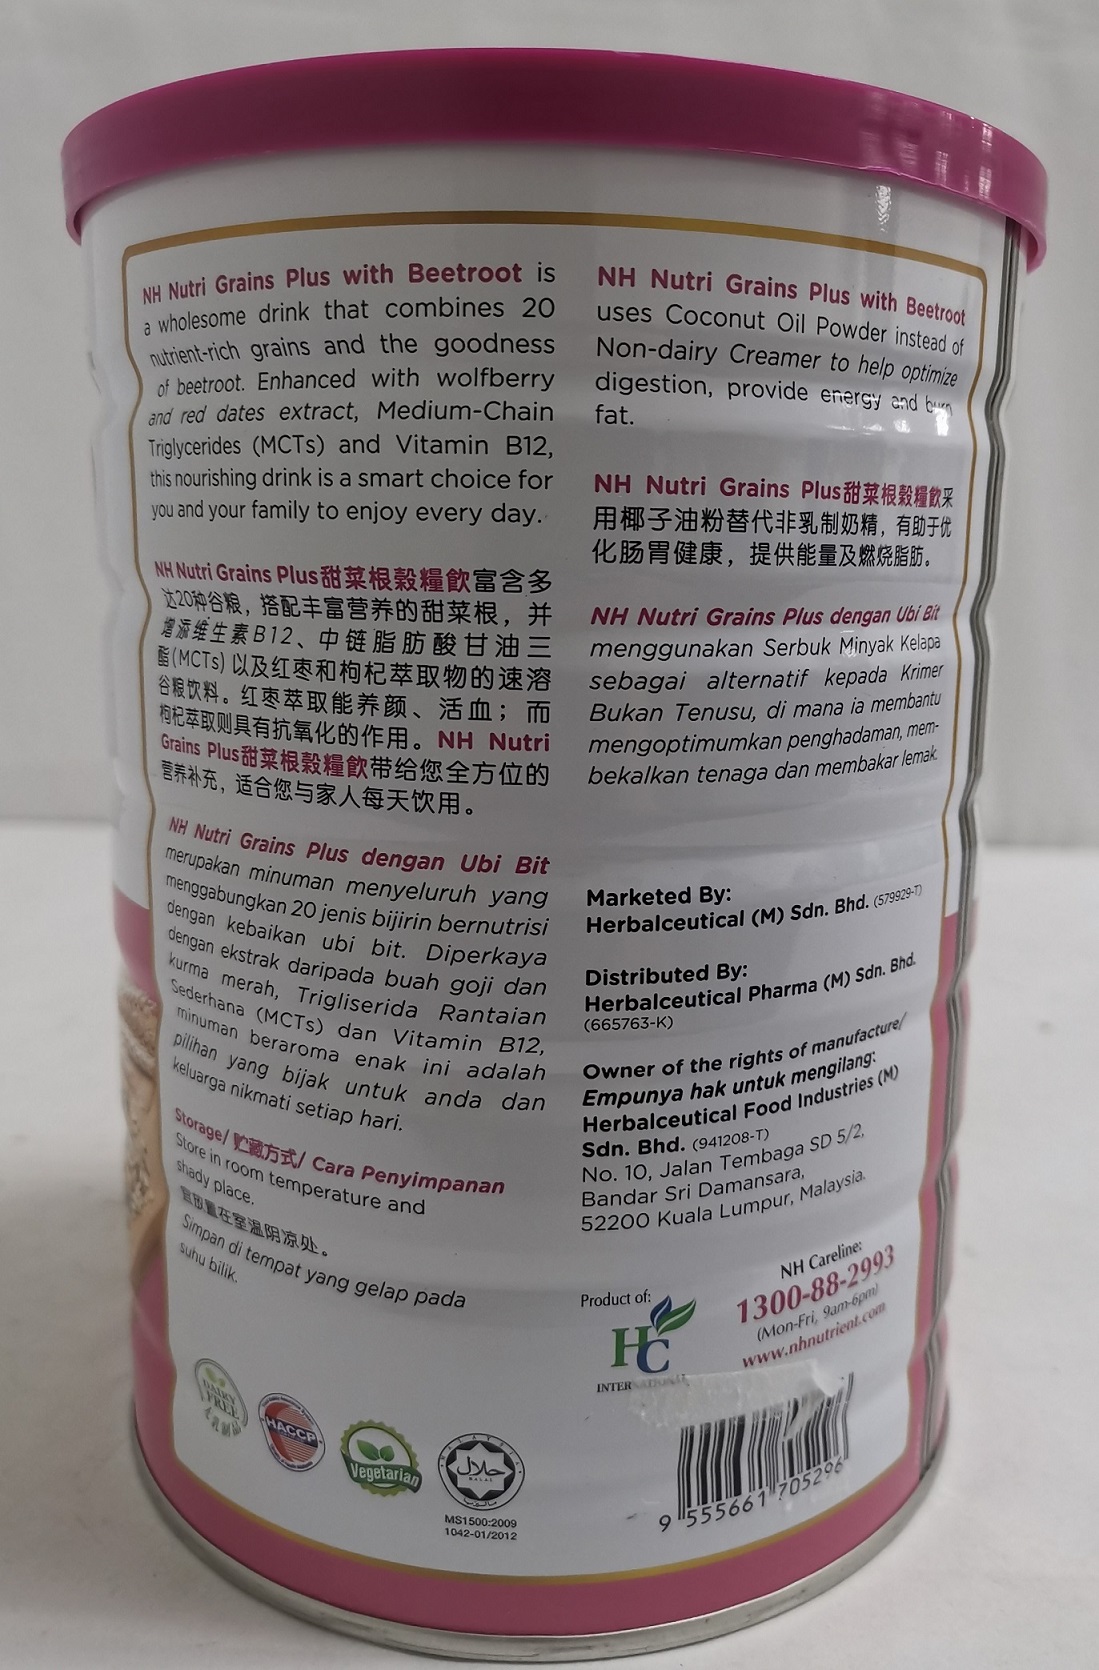 NH Nutri Grains Plus with Beetroot is
a wholesome drink that combines 20
nutrient-rich grains and the goodness
of beetroot. Enhanced with wolfberry
and red dates extract, Medium-Chain
Triglycerides (MCTs) and Vitamin B12,
this nourishing drink is a smart choice for
you and your family to enjoy every day.
NH Nutri Grains Plus甜菜根穀糧飲富含多
达20种谷粮，搭配丰富营养的甜菜根，并
增添维生素B12、中链脂肪酸甘油三
酯(MCTs) 以及红枣和枸杞萃取物的速溶
谷粮饮料。红枣萃取能养颜、活血；而
枸杞萃取则具有抗氧化的作用。NH Nutri
Grains Plus甜菜根穀糧飲带给您全方位的
营养补充，适合您与家人每天饮用。
NH Nutri Grains Plus dengan Ubi Bit
merupakan minuman menyeluruh yang
menggabungkan 20 jenis bijirin bernutrisi
dengan kebaikan ubi bit. Diperkaya
dengan ekstrak daripada buah goji dan
kurma merah, Trigliserida Rantaian
Sederhana (MCTs) dan Vitamin B12,
minuman beraroma enak ini adalah
pilihan yang bijak untuk anda dan
keluarga nikmati setiap hari.
Storage/ 贮藏方式/ Cara Penyimpanan
Store in room temperature and
shady place.
宜放置在室温阴凉处。
Simpan di tempat yang gelap pada
suhu bilik.
DAIRY
FREE
HACCP
Vegetarian
MALAYSIA
حلال
HALAL
ماليزيا
MS1500:2009
1042-01/2012
NH Nutri Grains Plus with Beetroot
uses Coconut Oil Powder instead of
Non-dairy Creamer to help optimize
digestion, provide energy and burn
fat.
NH Nutri Grains Plus甜菜根穀糧飲采
用椰子油粉替代非乳制奶精，有助于优
化肠胃健康，提供能量及燃烧脂肪。
NH Nutri Grains Plus dengan Ubi Bit
menggunakan Serbuk Minyak Kelapa
sebagai alternatif kepada Krimer
Bukan Tenusu, di mana ia membantu
mengoptimumkan penghadaman, mem-
bekalkan tenaga dan membakar lemak.
Marketed By:
Herbalceutical (M) Sdn. Bhd. (579929-T)
Distributed By:
Herbalceutical Pharma (M) Sdn. Bhd.
(665763-K)
Owner of the rights of manufacture/
Empunya hak untuk mengilang:
Herbalceutical Food Industries (M)
Sdn. Bhd. (941208-T)
No. 10, Jalan Tembaga SD 5/2,
Bandar Sri Damansara,
52200 Kuala Lumpur, Malaysia.
NH Careline:
1300-88-2993
(Mon-Fri, 9am-6pm)
www.nhnutrient.com
Product of:
HC
INTERNATIONAL
9 555661 705296